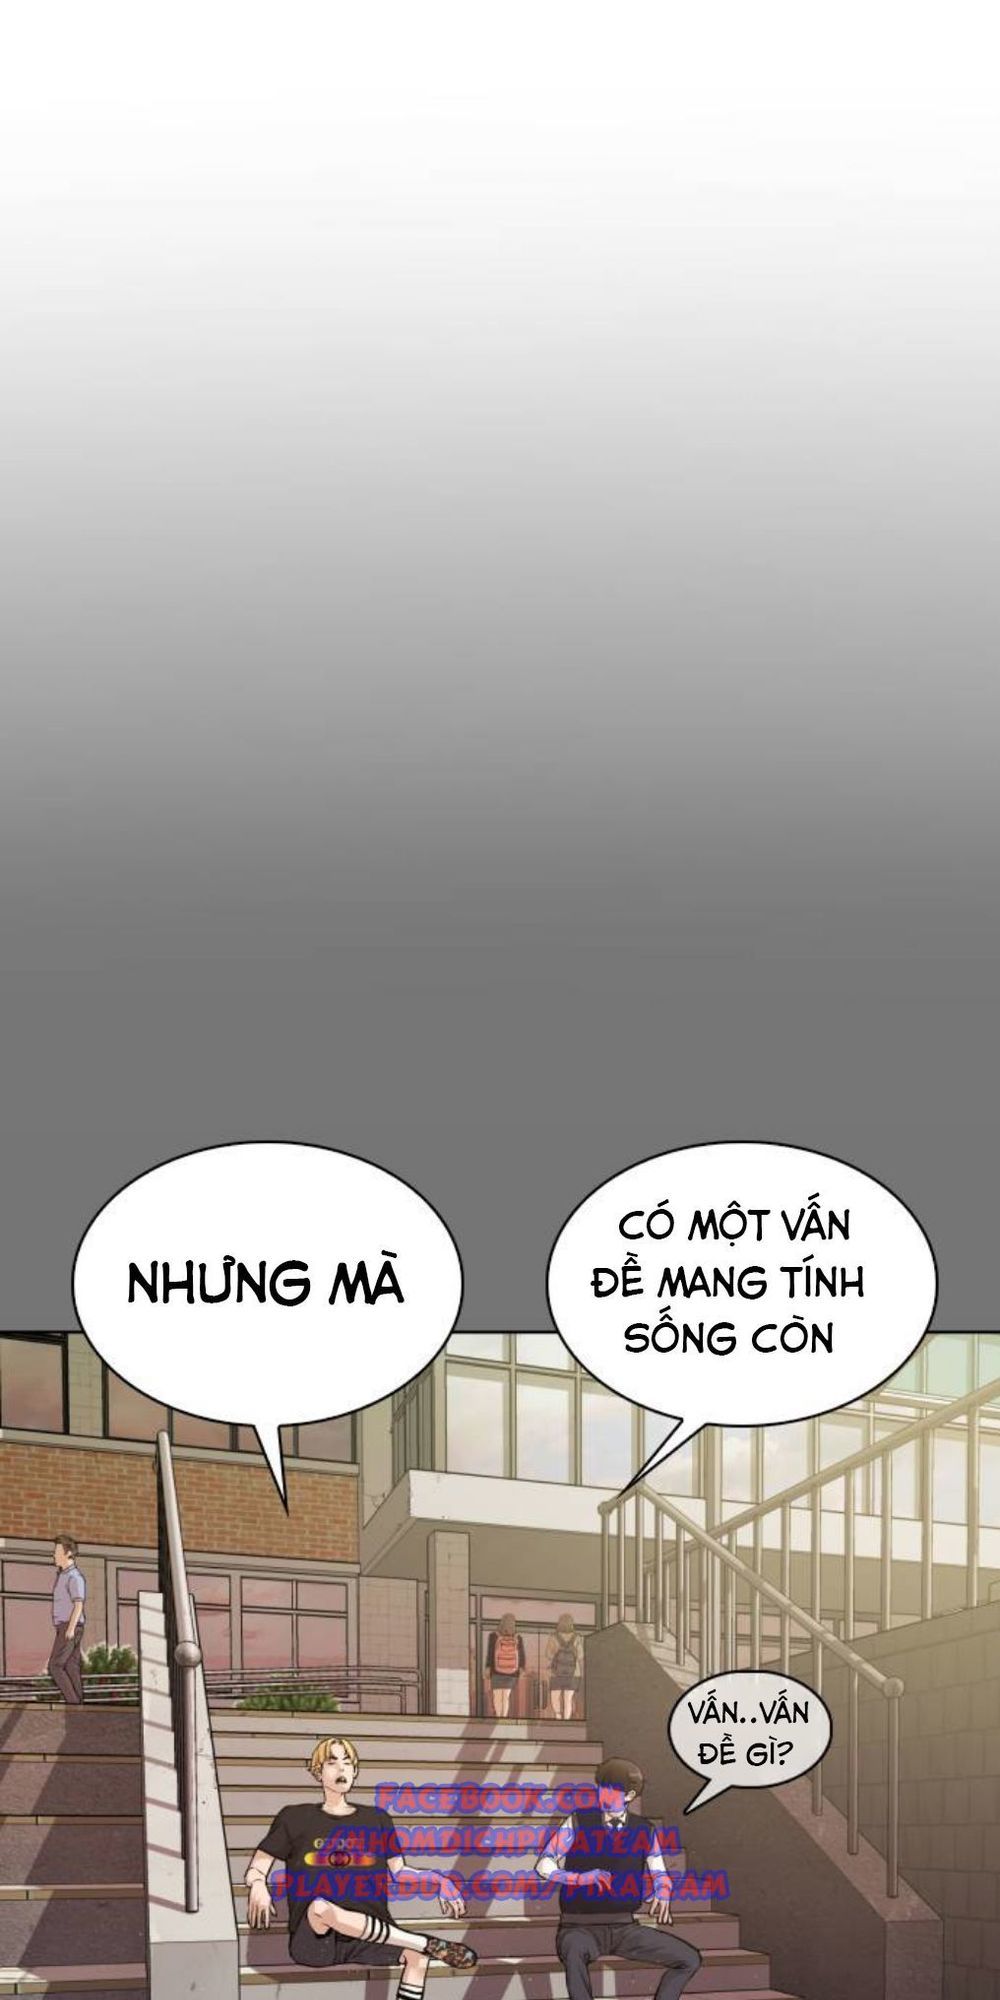 NHƯNG MÀ
CÓ MỘT VẤN
ĐỀ MANG TÍNH
SỐNG CÒN
VẤN..VẤN
ĐỀ GÌ?
FACEBOOK.COM
/NHOMDICHPIKATEAM
PLAYERDUO.COM/PIKATEAM